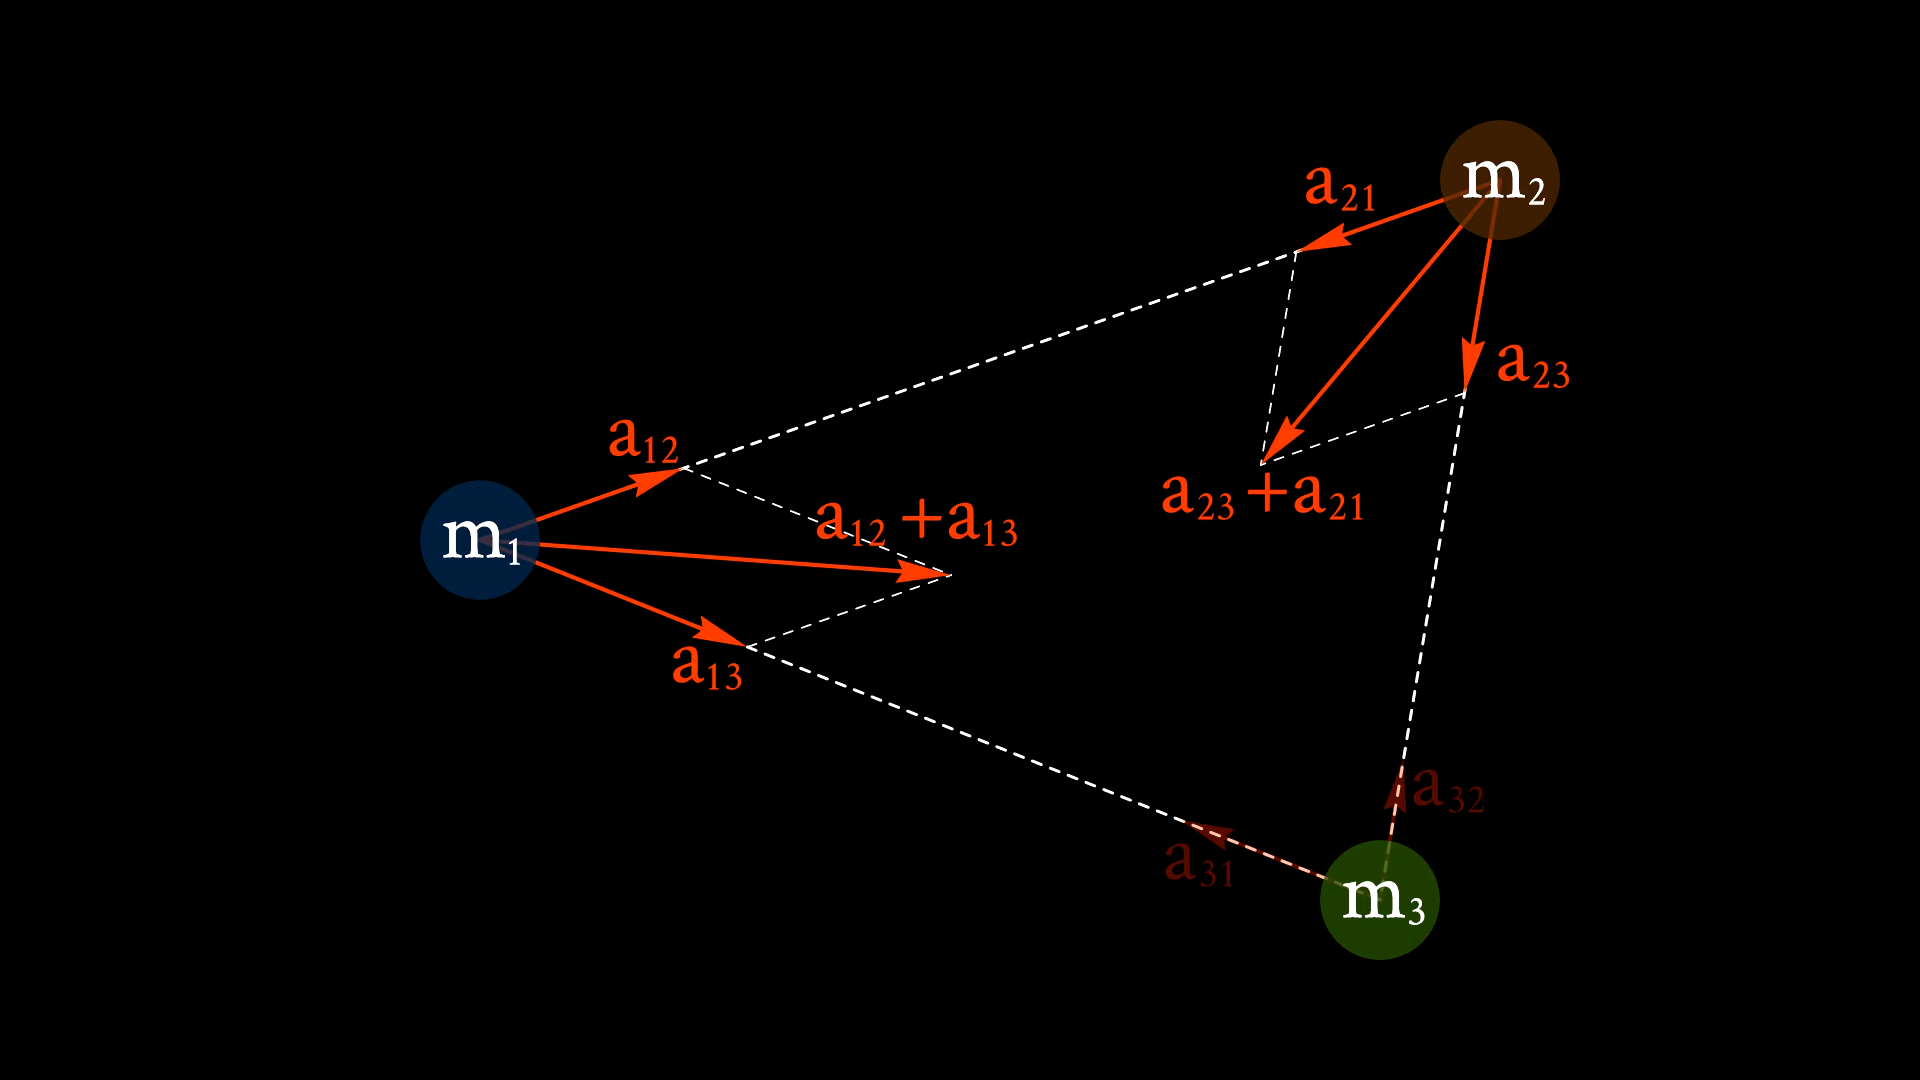 m₂
a₂₁
a₂₃
a₁₂
a₁₂ + a₁₃
a₂₃ + a₂₁
m₁
a₁₃
a₃₂
a₃₁
m₃